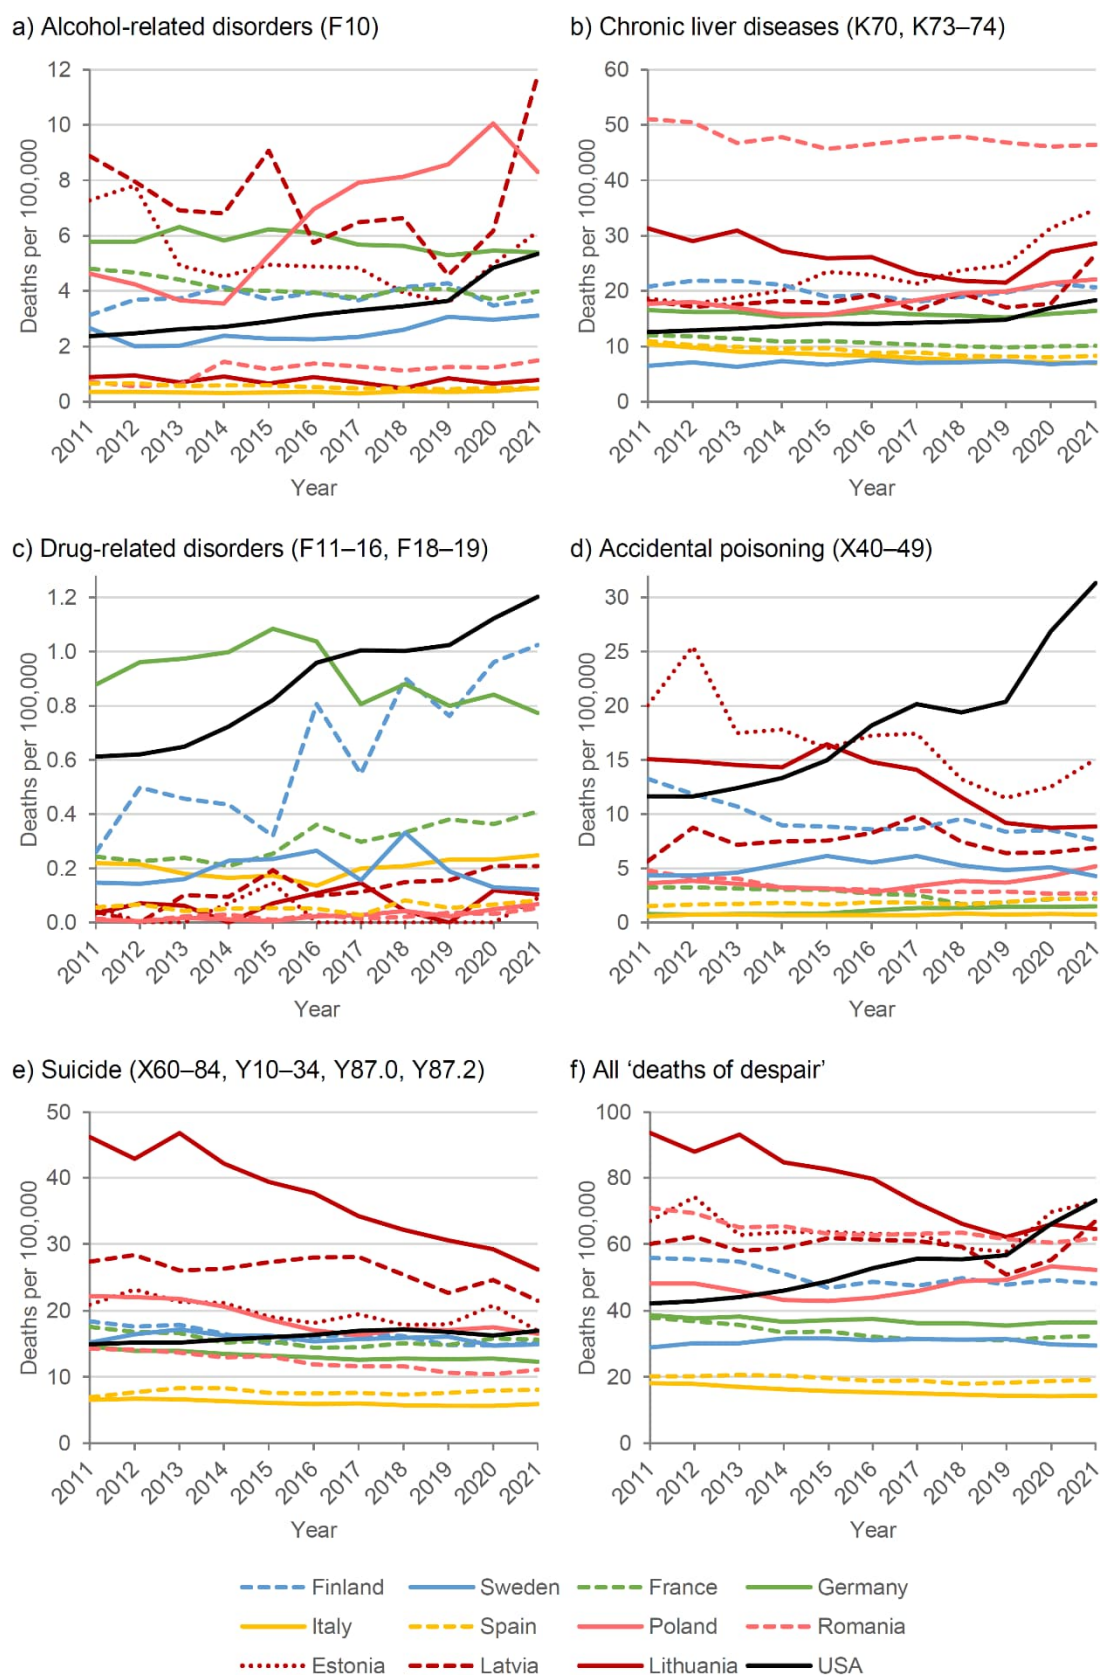 a) Alcohol-related disorders (F10)
12
10
8
6
4
2
0
Deaths per 100,000
2011 2012 2013 2014 2015 2016 2017 2018 2019 2020 2021
Year
b) Chronic liver diseases (K70, K73–74)
60
50
40
30
20
10
0
Deaths per 100,000
2011 2012 2013 2014 2015 2016 2017 2018 2019 2020 2021
Year
c) Drug-related disorders (F11–16, F18–19)
1.2
1.0
0.8
0.6
0.4
0.2
0.0
Deaths per 100,000
2011 2012 2013 2014 2015 2016 2017 2018 2019 2020 2021
Year
d) Accidental poisoning (X40–49)
30
25
20
15
10
5
0
Deaths per 100,000
2011 2012 2013 2014 2015 2016 2017 2018 2019 2020 2021
Year
e) Suicide (X60–84, Y10–34, Y87.0, Y87.2)
50
40
30
20
10
0
Deaths per 100,000
2011 2012 2013 2014 2015 2016 2017 2018 2019 2020 2021
Year
f) All ‘deaths of despair’
100
80
60
40
20
0
Deaths per 100,000
2011 2012 2013 2014 2015 2016 2017 2018 2019 2020 2021
Year
Finland Sweden France Germany
Italy Spain Poland Romania
Estonia Latvia Lithuania USA